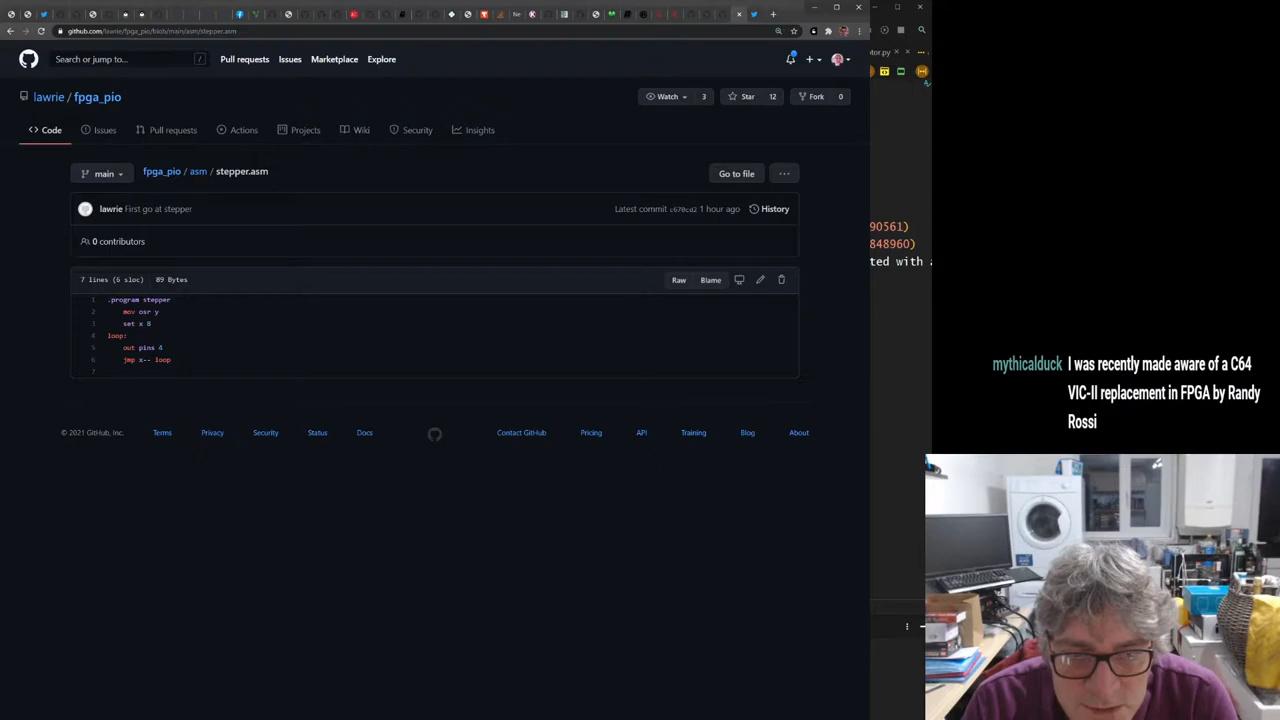 github.com/lawrie/fpga_pio/blob/main/asm/stepper.asm
Search or jump to...
/
Pull requests
Issues
Marketplace
Explore
otor.py
lawrie / fpga_pio
Watch
3
Star
12
Fork
0
Code
Issues
Pull requests
Actions
Projects
Wiki
Security
Insights
main
fpga_pio / asm / stepper.asm
Go to file
...
lawrie First go at stepper
Latest commit c670cd2 1 hour ago
History
90561)
848960)
ted with a
0 contributors
7 lines (6 sloc)
89 Bytes
Raw
Blame
1 .program stepper
2 mov osr y
3 set x 8
4 loop:
5 out pins 4
6 jmp x-- loop
7
mythicalduck I was recently made aware of a C64
VIC-II replacement in FPGA by Randy
Rossi
© 2021 GitHub, Inc.
Terms
Privacy
Security
Status
Docs
Contact GitHub
Pricing
API
Training
Blog
About